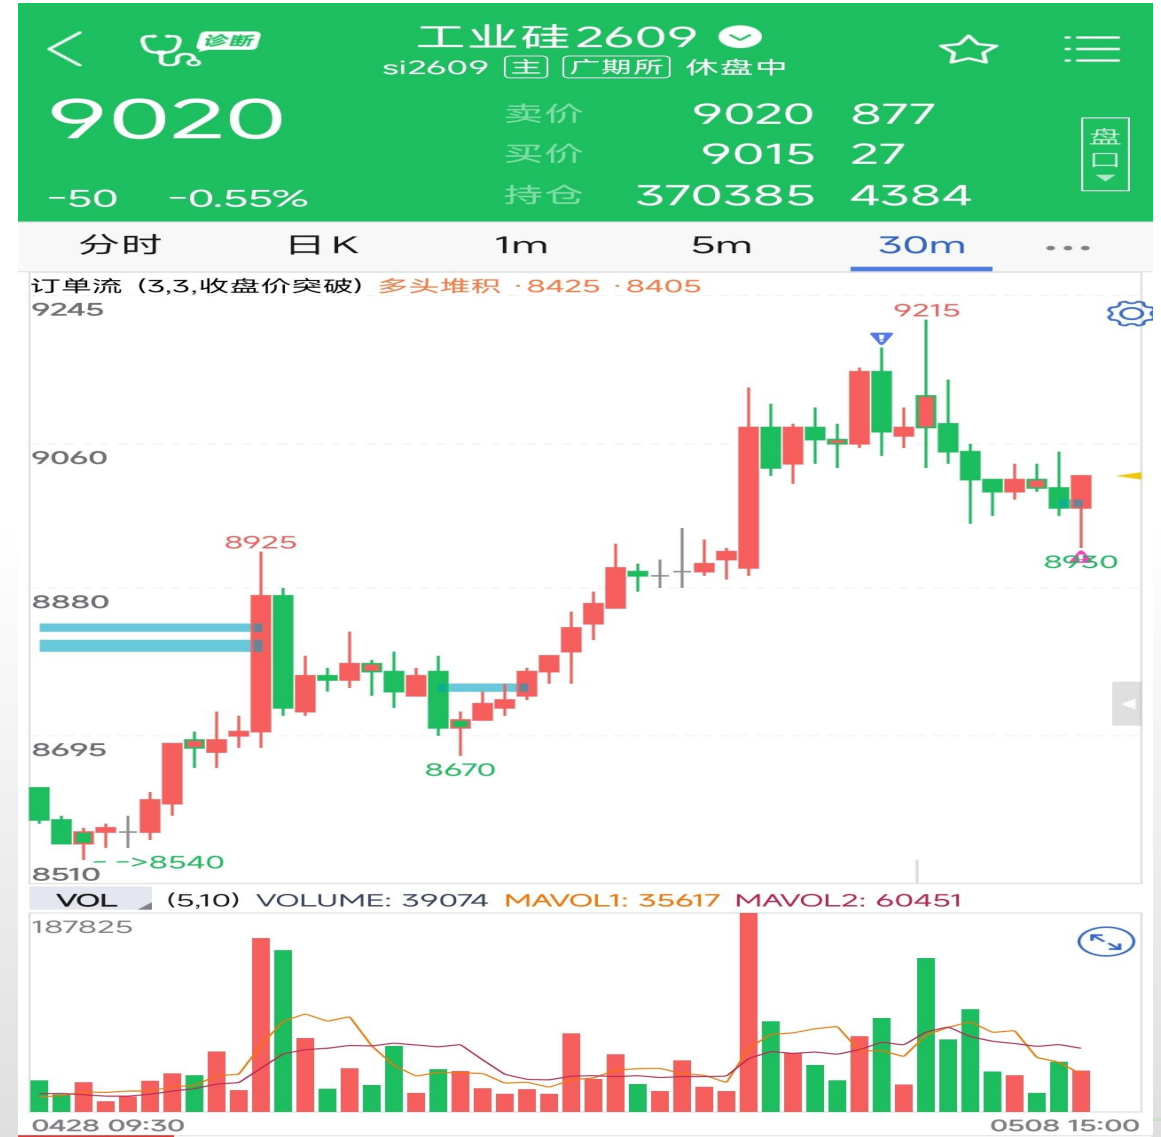 诊断
工业硅2609
si2609 主 广期所 休盘中
9020 卖价 9020 877
买价 9015 27
盘口
-50 -0.55% 持仓 370385 4384
分时 日K 1m 5m 30m
订单流 (3,3,收盘价突破) 多头堆积 ·8425 ·8405
9245
9215
9060
8925
8930
8880
8695
8670
-->8540
8510
VOL (5,10) VOLUME: 39074 MAVOL1: 35617 MAVOL2: 60451
187825
0428 09:30 0508 15:00